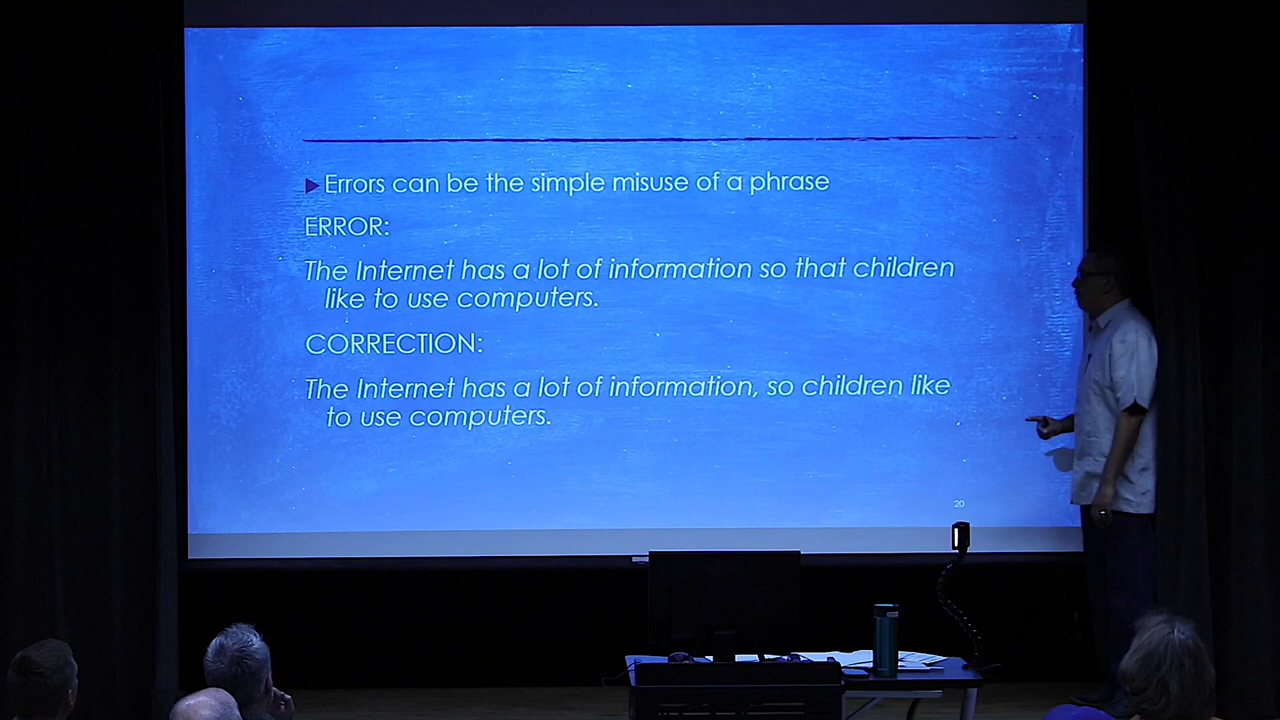 Errors can be the simple misuse of a phrase
ERROR:
The Internet has a lot of information so that children
like to use computers.
CORRECTION:
The Internet has a lot of information, so children like
to use computers.
20